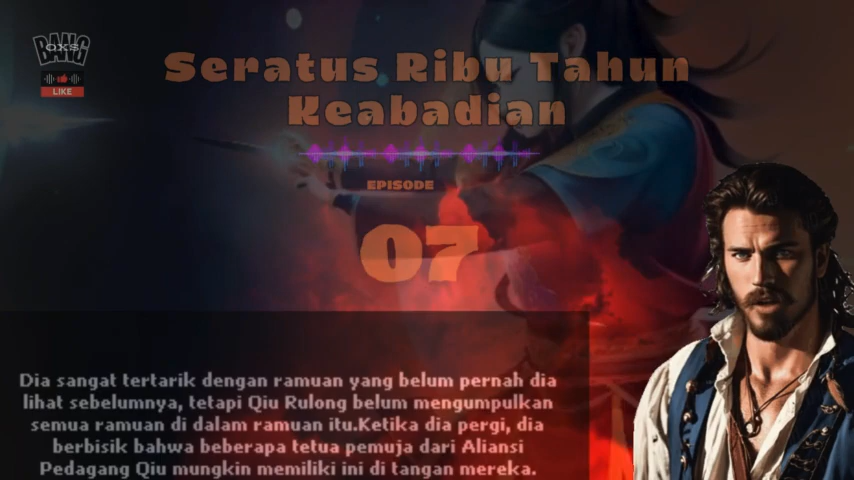 BANG
OXS
LIKE
Seratus Ribu Tahun
Keabadian
EPISODE
07
Dia sangat tertarik dengan ramuan yang belum pernah dia
lihat sebelumnya, tetapi Qiu Rulong belum mengumpulkan
semua ramuan di dalam ramuan itu.Ketika dia pergi, dia
berbisik bahwa beberapa tetua pemuja dari Aliansi
Pedagang Qiu mungkin memiliki ini di tangan mereka.